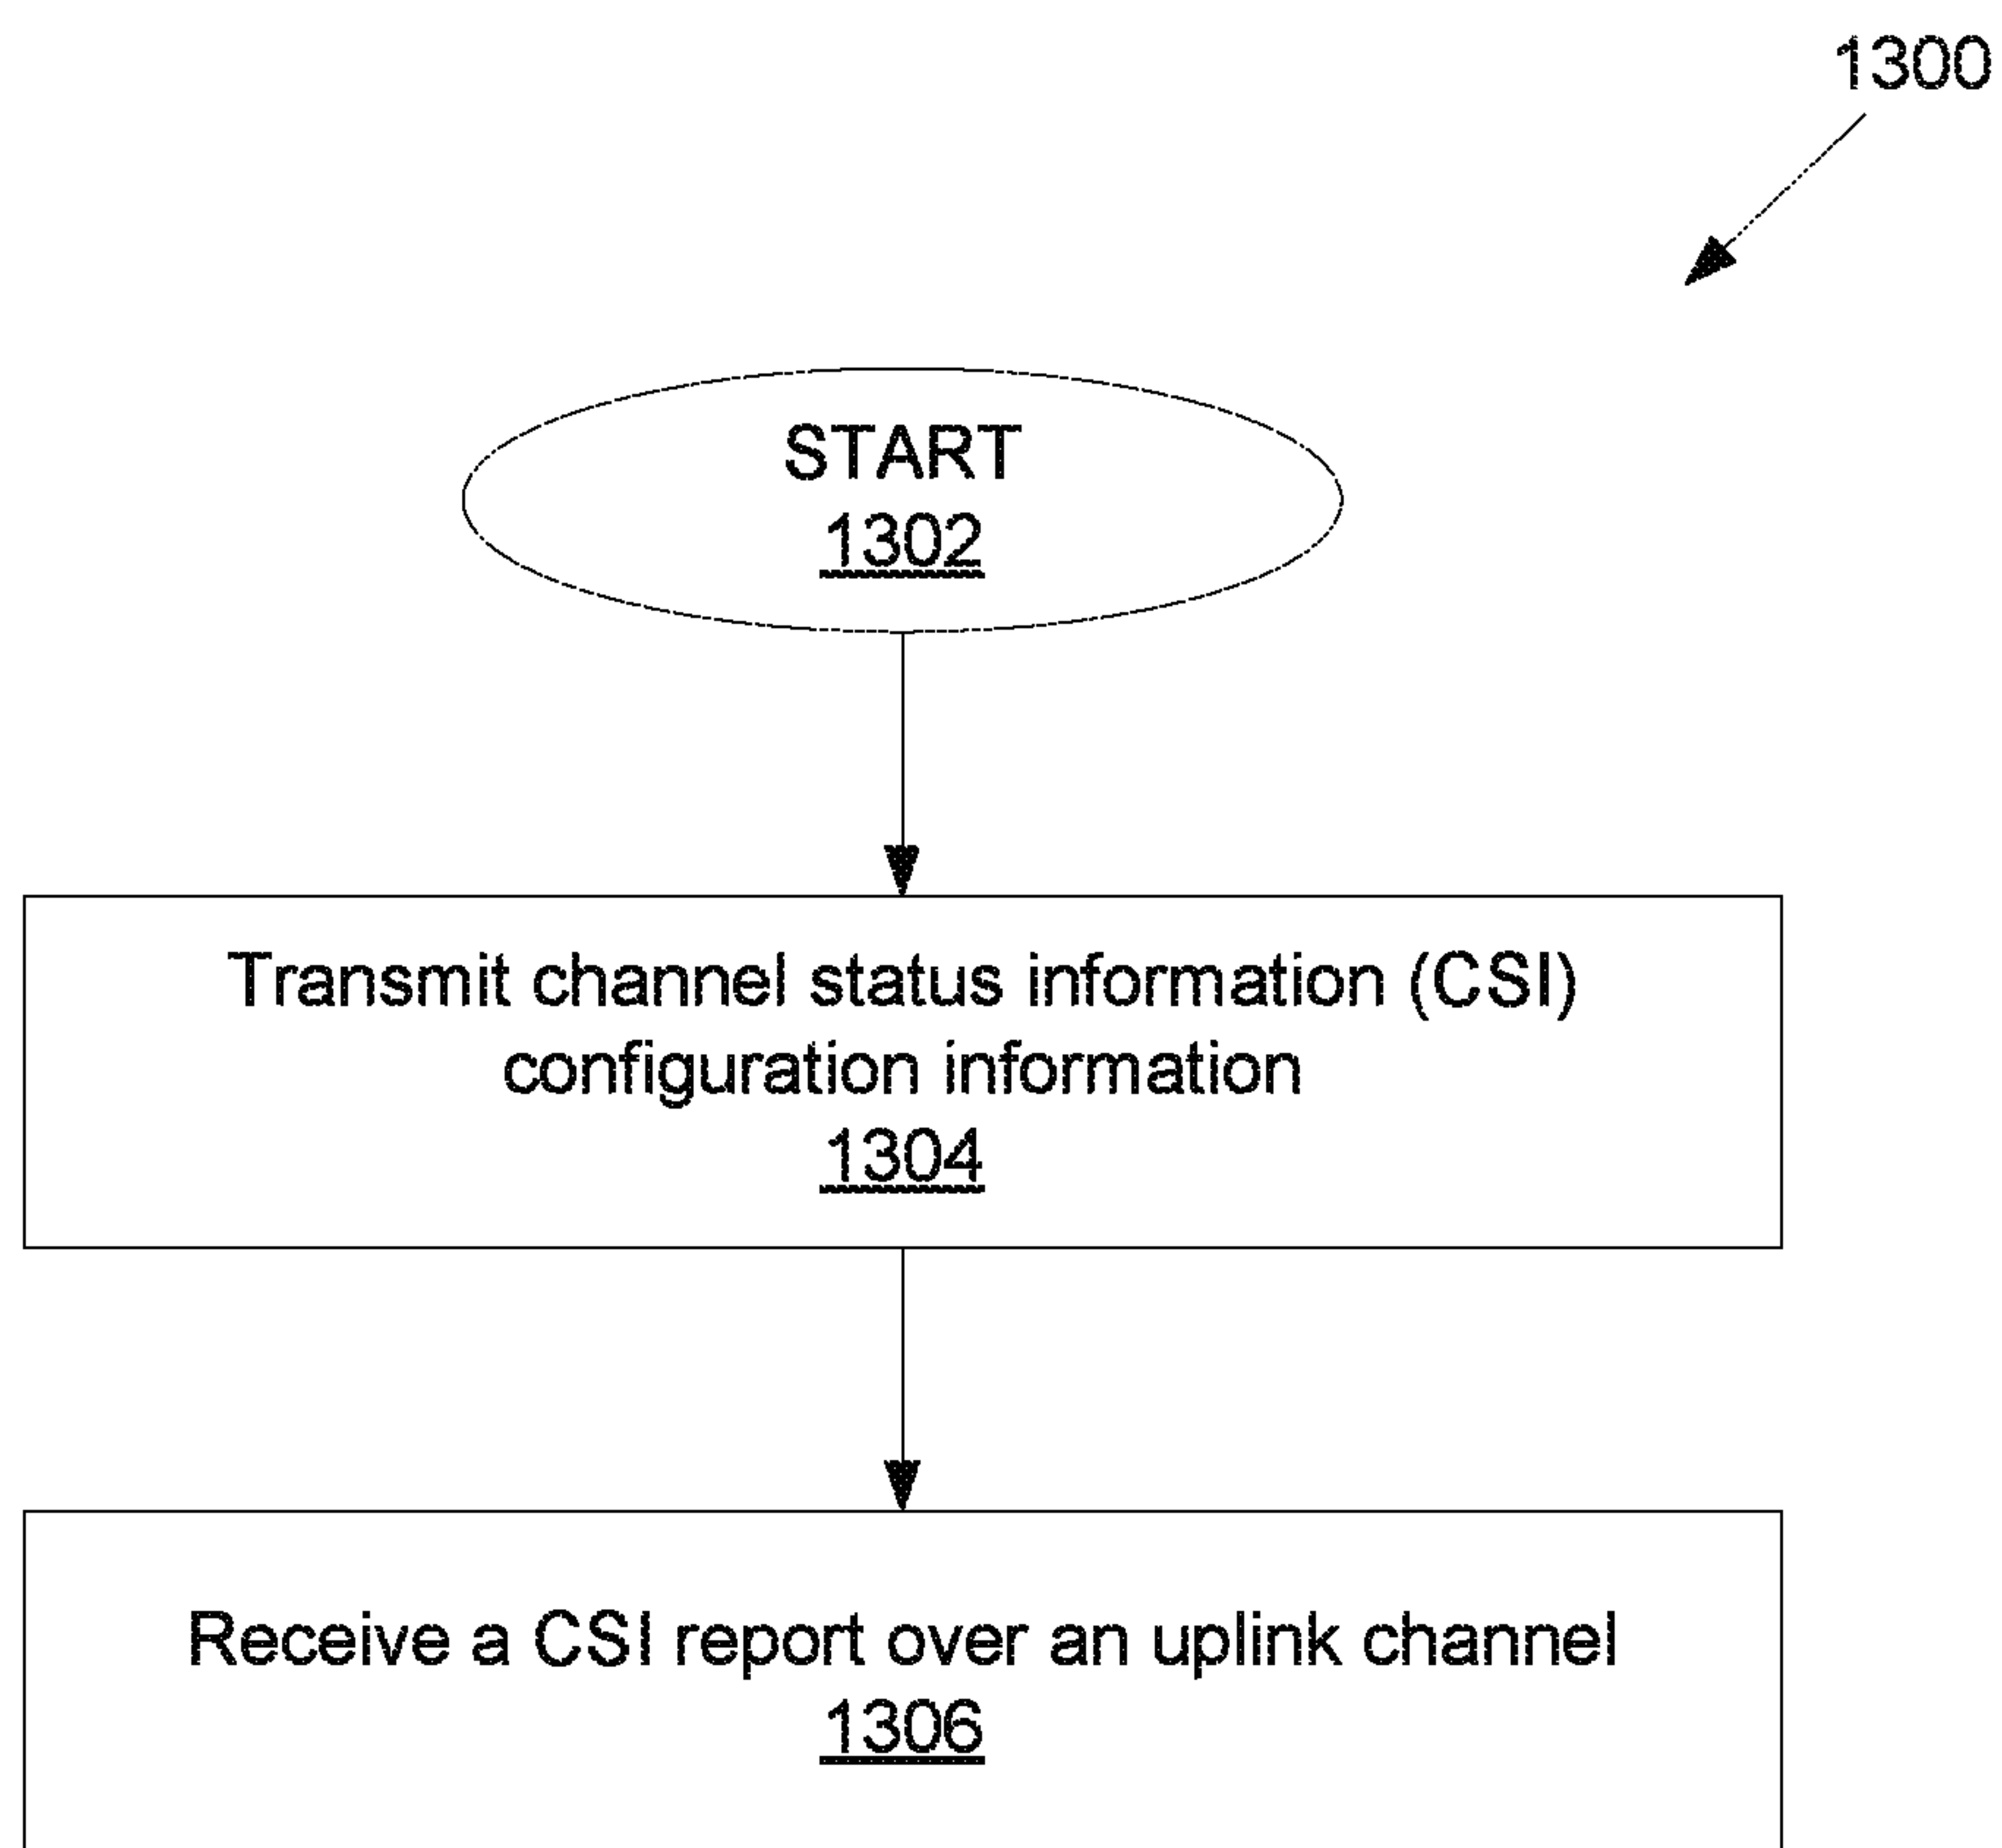 1300
START
1302
Transmit channel status information (CSI)
configuration information
1304
Receive a CSI report over an uplink channel
1306